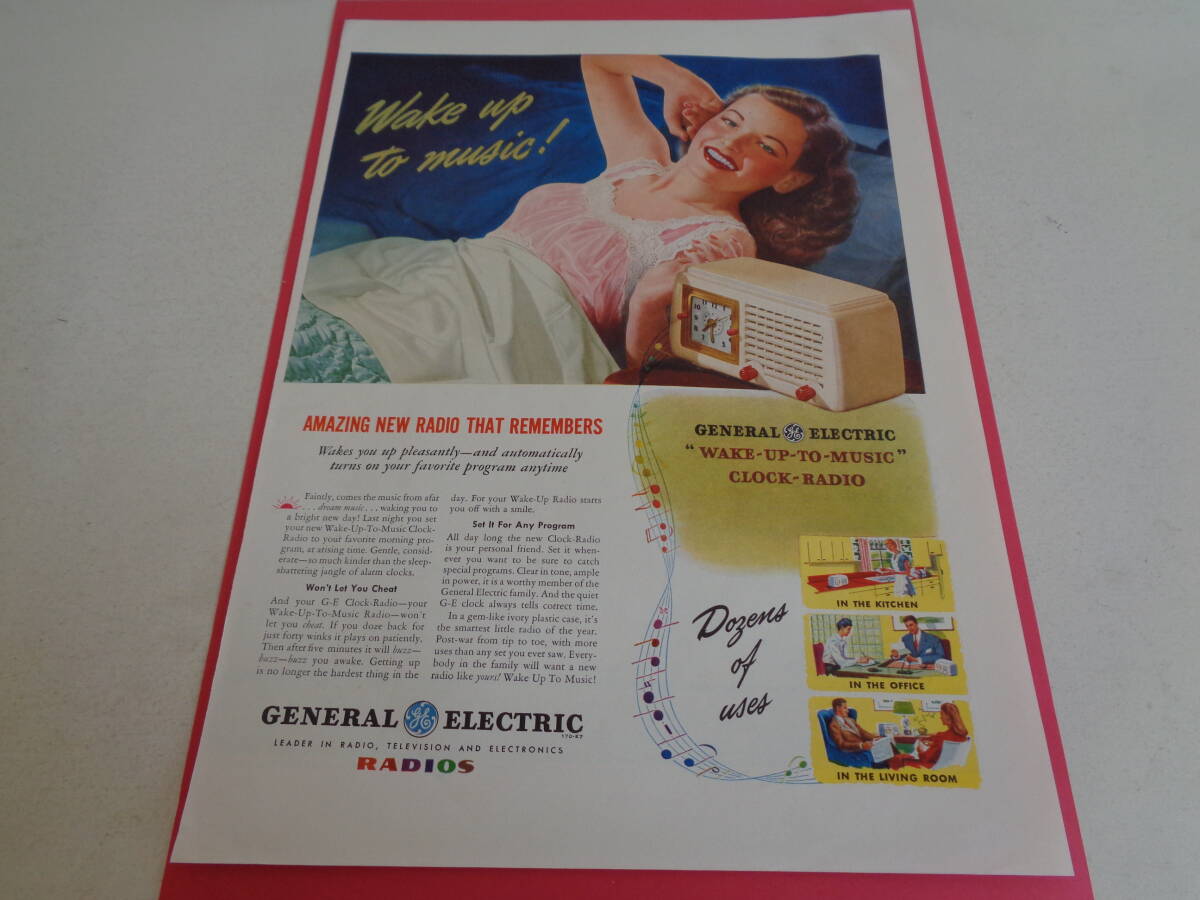 Wake up
to music!
10 11 12 1
8 7 5
AMAZING NEW RADIO THAT REMEMBERS
Wakes you up pleasantly—and automatically
turns on your favorite program anytime
Faintly, comes the music from afar
. . . dream music . . . waking you to
a bright new day! Last night you set
your new Wake-Up-To-Music Clock-
Radio to your favorite morning pro-
gram, at arising time. Gentle, consid-
erate—so much kinder than the sleep-
shattering jangle of alarm clocks.
Won't Let You Cheat
And your G-E Clock-Radio—your
Wake-Up-To-Music Radio—won't
let you cheat. If you doze back for
just forty winks it plays on patiently.
Then after five minutes it will buzz—
buzz—buzz you awake. Getting up
is no longer the hardest thing in the
day. For your Wake-Up Radio starts
you off with a smile.
Set It For Any Program
All day long the new Clock-Radio
is your personal friend. Set it when-
ever you want to be sure to catch
special programs. Clear in tone, ample
in power, it is a worthy member of the
General Electric family. And the quiet
G-E clock always tells correct time.
In a gem-like ivory plastic case, it's
the smartest little radio of the year.
Post-war from tip to toe, with more
uses than any set you ever saw. Every-
body in the family will want a new
radio like yours! Wake Up To Music!
GENERAL GE ELECTRIC
170-K7
LEADER IN RADIO, TELEVISION AND ELECTRONICS
RADIOS
GENERAL GE ELECTRIC
"WAKE-UP-TO-MUSIC"
CLOCK-RADIO
Dozens
of
uses
IN THE KITCHEN
IN THE OFFICE
IN THE LIVING ROOM